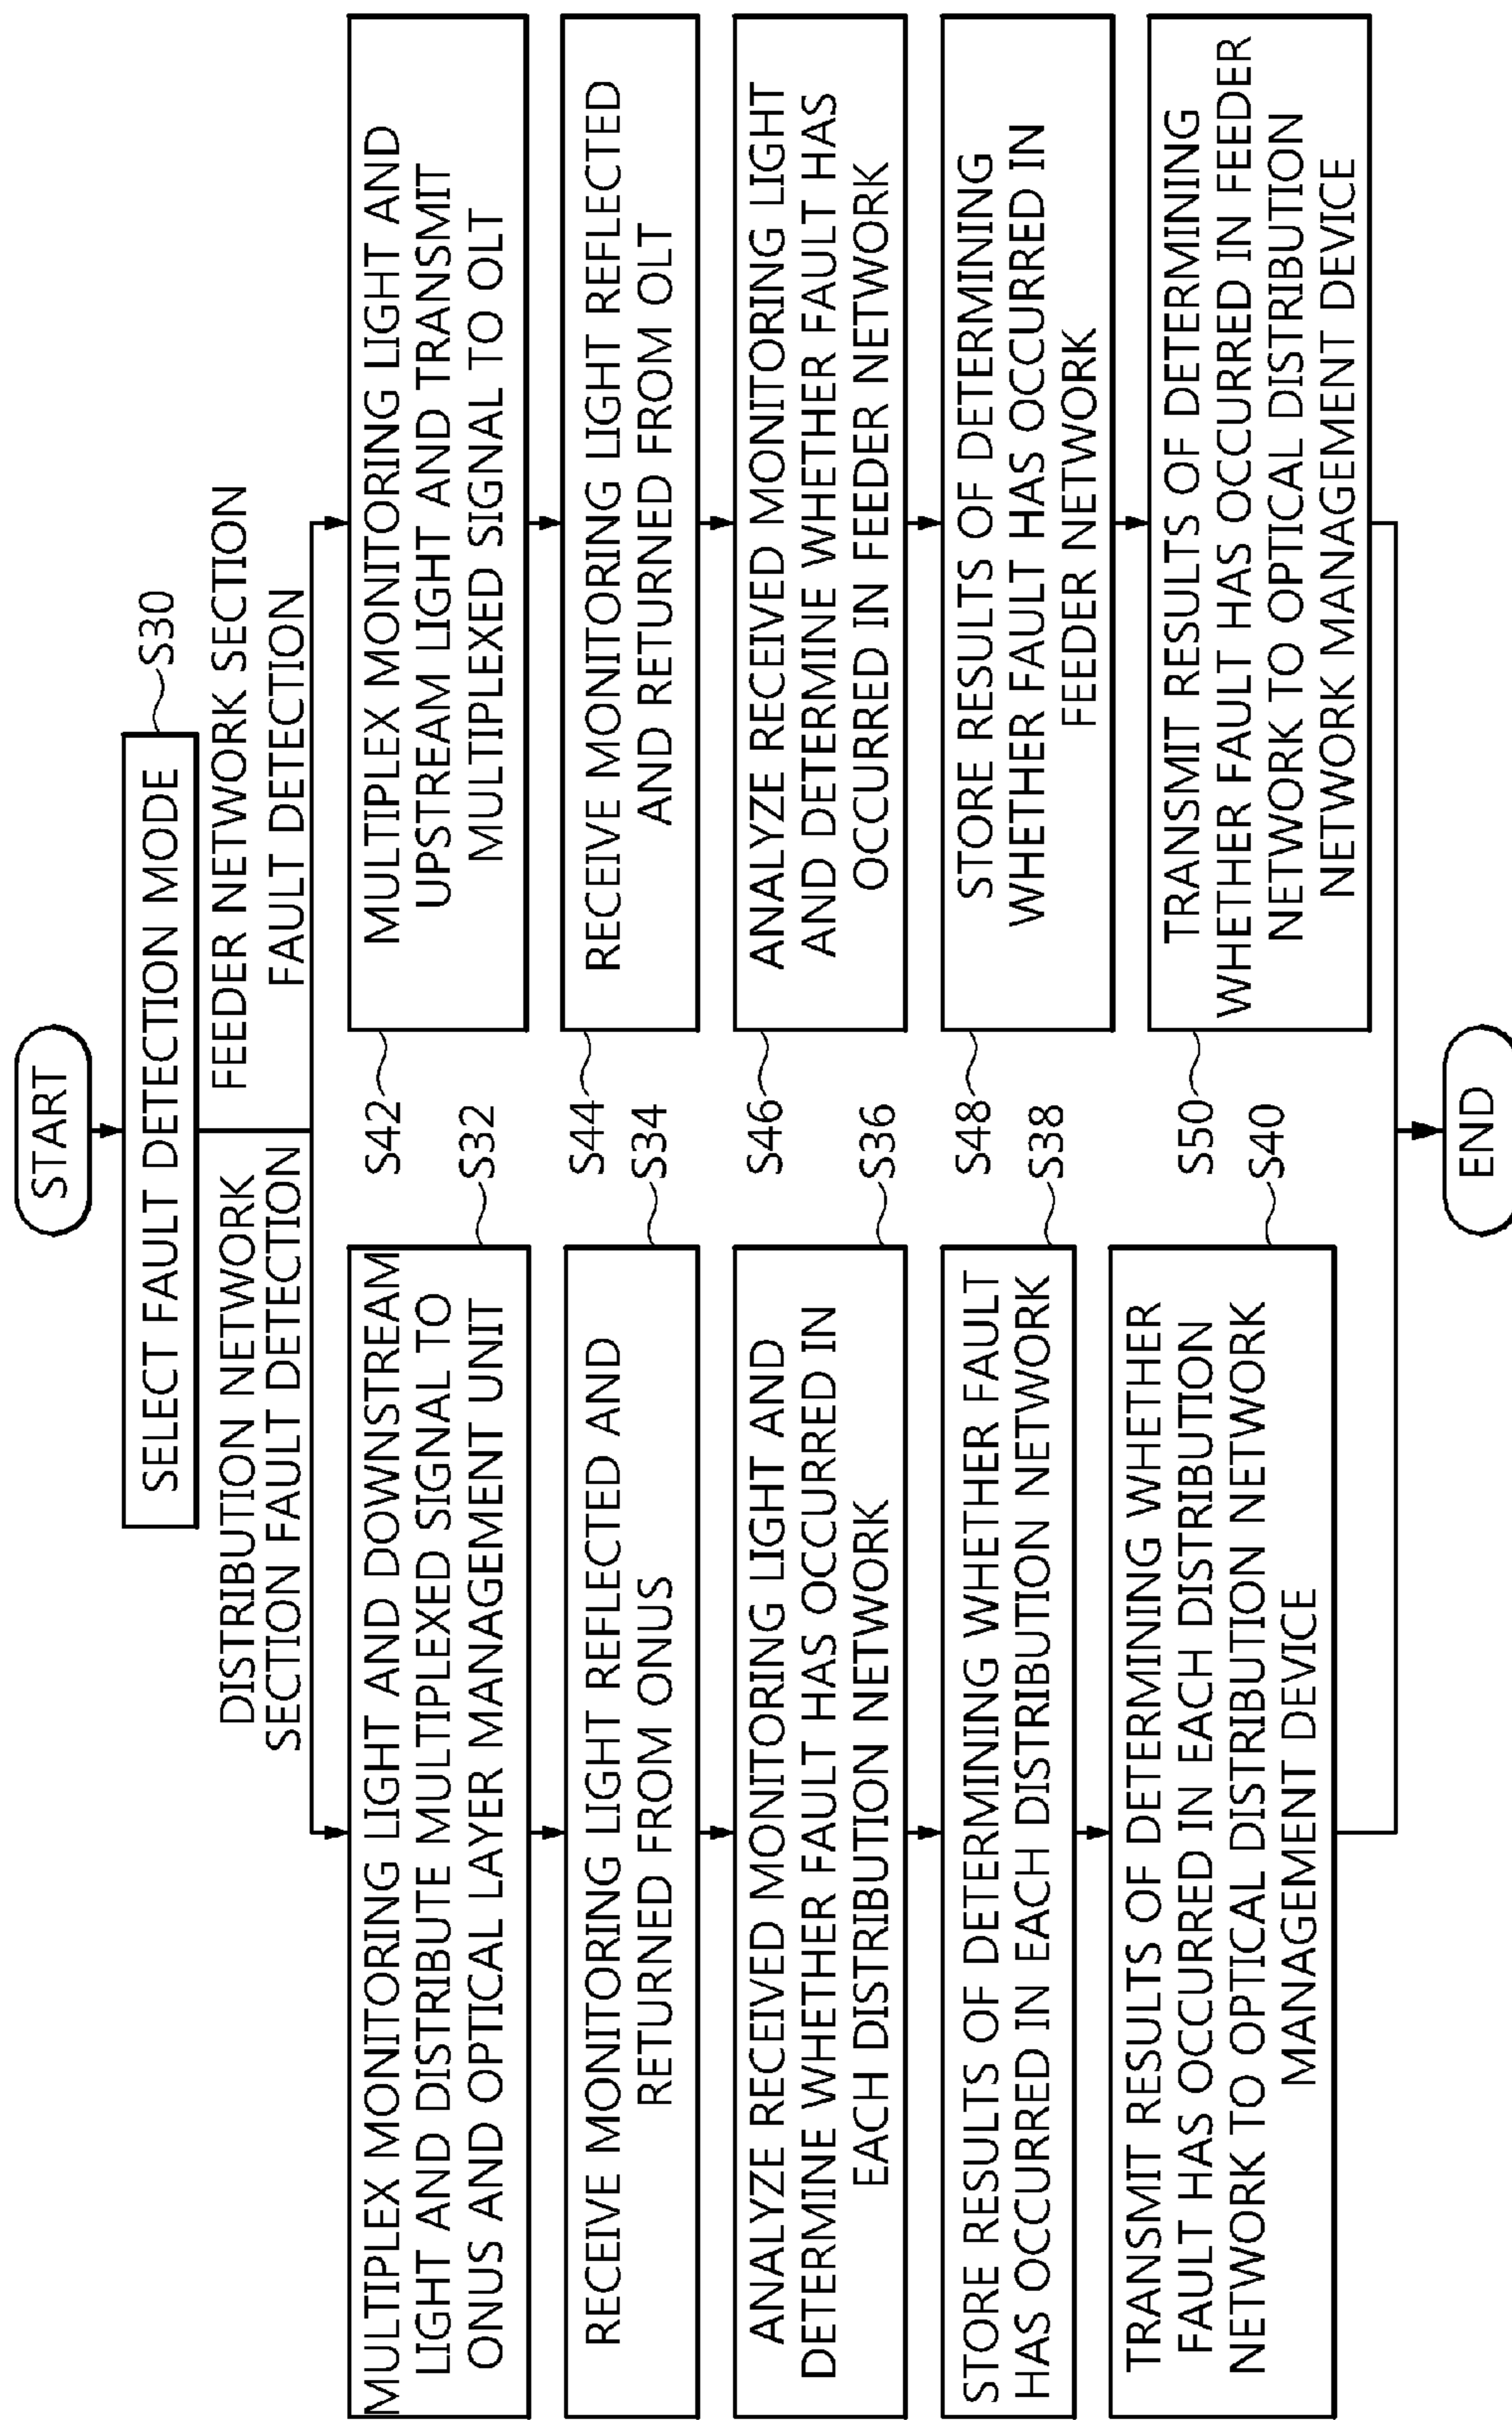 START
SELECT FAULT DETECTION MODE
S30
DISTRIBUTION NETWORK
SECTION FAULT DETECTION
FEEDER NETWORK SECTION
FAULT DETECTION
MULTIPLEX MONITORING LIGHT AND DOWNSTREAM
LIGHT AND DISTRIBUTE MULTIPLEXED SIGNAL TO
ONUS AND OPTICAL LAYER MANAGEMENT UNIT
S32
RECEIVE MONITORING LIGHT REFLECTED AND
RETURNED FROM ONUS
S34
ANALYZE RECEIVED MONITORING LIGHT AND
DETERMINE WHETHER FAULT HAS OCCURRED IN
EACH DISTRIBUTION NETWORK
S36
STORE RESULTS OF DETERMINING WHETHER FAULT
HAS OCCURRED IN EACH DISTRIBUTION NETWORK
S38
TRANSMIT RESULTS OF DETERMINING WHETHER
FAULT HAS OCCURRED IN EACH DISTRIBUTION
NETWORK TO OPTICAL DISTRIBUTION NETWORK
MANAGEMENT DEVICE
S40
S42
MULTIPLEX MONITORING LIGHT AND
UPSTREAM LIGHT AND TRANSMIT
MULTIPLEXED SIGNAL TO OLT
S44
RECEIVE MONITORING LIGHT REFLECTED
AND RETURNED FROM OLT
S46
ANALYZE RECEIVED MONITORING LIGHT
AND DETERMINE WHETHER FAULT HAS
OCCURRED IN FEEDER NETWORK
S48
STORE RESULTS OF DETERMINING
WHETHER FAULT HAS OCCURRED IN
FEEDER NETWORK
S50
TRANSMIT RESULTS OF DETERMINING
WHETHER FAULT HAS OCCURRED IN FEEDER
NETWORK TO OPTICAL DISTRIBUTION
NETWORK MANAGEMENT DEVICE
END